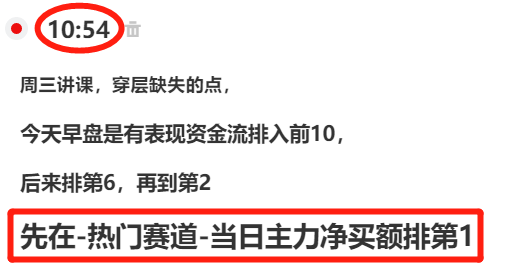 10:54
周三讲课，穿层缺失的点，
今天早盘是有表现资金流排入前10，
后来排第6，再到第2
先在-热门赛道-当日主力净买额排第1